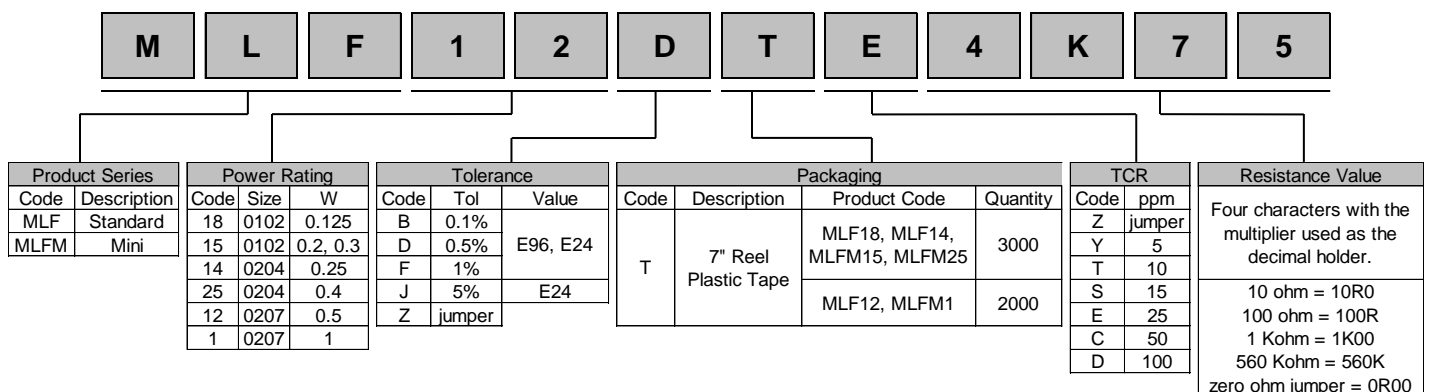 M L F 1 2 D T E 4 K 7 5
Product Series
Code Description
MLF Standard
MLFM Mini
Power Rating
Code Size W
18 0102 0.125
15 0102 0.2, 0.3
14 0204 0.25
25 0204 0.4
12 0207 0.5
1 0207 1
Tolerance
Code Tol Value
B 0.1%
D 0.5%
F 1%
E96, E24
J 5% E24
Z jumper
Packaging
Code Description Product Code Quantity
T
7" Reel
Plastic Tape
MLF18, MLF14,
MLFM15, MLFM25
3000
MLF12, MLFM1 2000
TCR
Code ppm
Z jumper
Y 5
T 10
S 15
E 25
C 50
D 100
Resistance Value
Four characters with the
multiplier used as the
decimal holder.
10 ohm = 10R0
100 ohm = 100R
1 Kohm = 1K00
560 Kohm = 560K
zero ohm jumper = 0R00